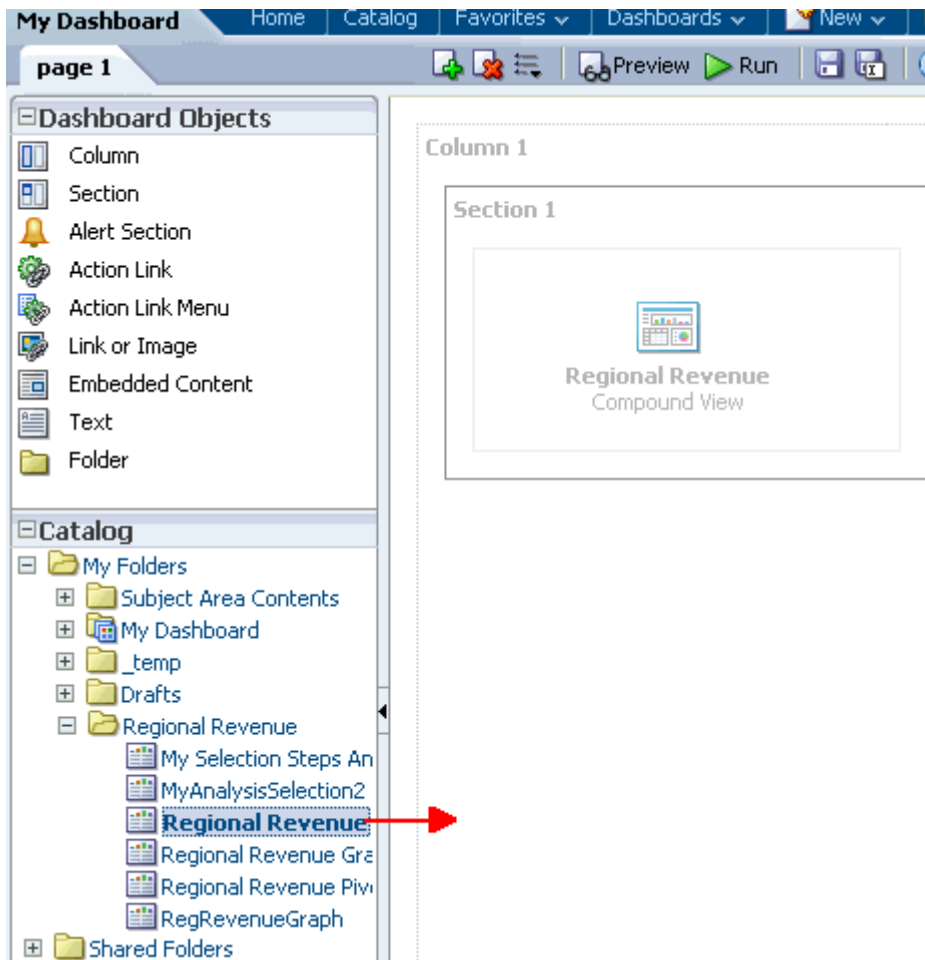 My Dashboard Home Catalog Favorites Dashboards New
page 1 Preview Run
Dashboard Objects
Column
Section
Alert Section
Action Link
Action Link Menu
Link or Image
Embedded Content
Text
Folder
Catalog
My Folders
Subject Area Contents
My Dashboard
_temp
Drafts
Regional Revenue
My Selection Steps An
MyAnalysisSelection2
Regional Revenue
Regional Revenue Gra
Regional Revenue Piv
RegRevenueGraph
Shared Folders
Column 1
Section 1
Regional Revenue
Compound View